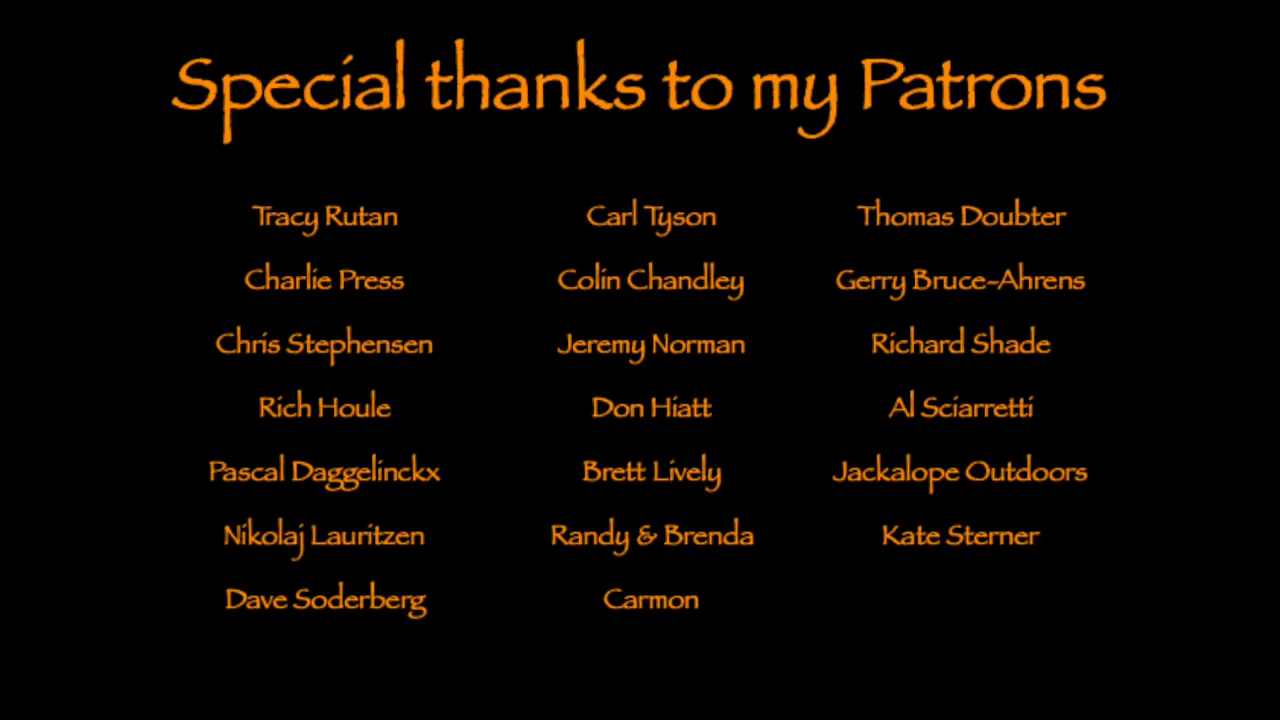 Special thanks to my Patrons
Tracy Rutan
Charlie Press
Chris Stephensen
Rich Houle
Pascal Daggelinckx
Nikolaj Lauritzen
Dave Soderberg
Carl Tyson
Colin Chandley
Jeremy Norman
Don Hiatt
Brett Lively
Randy & Brenda
Carmon
Thomas Doubter
Gerry Bruce-Ahrens
Richard Shade
Al Sciarretti
Jackalope Outdoors
Kate Sterner